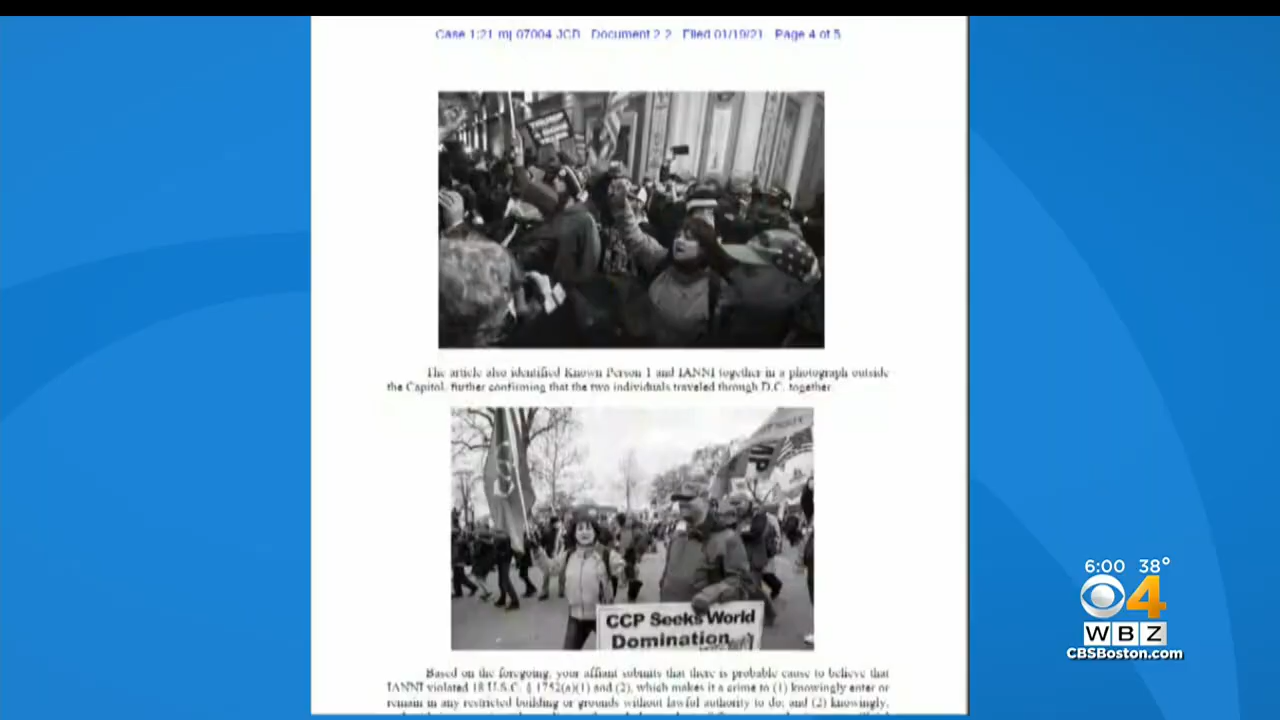 Case 1:21 mj 07004 JCB Document 2 2 Filed 01/19/21 Page 4 of 5
TRUMP
The article also identified Known Person 1 and IANNI together in a photograph outside
the Capitol, further confirming that the two individuals traveled through D.C. together.
CCP Seeks World
Domination
Based on the foregoing, your affiant submits that there is probable cause to believe that
IANNI violated 18 U.S.C. § 1752(a)(1) and (2), which makes it a crime to (1) knowingly enter or
remain in any restricted building or grounds without lawful authority to do; and (2) knowingly,
6:00 38°
4
WBZ
CBSBoston.com